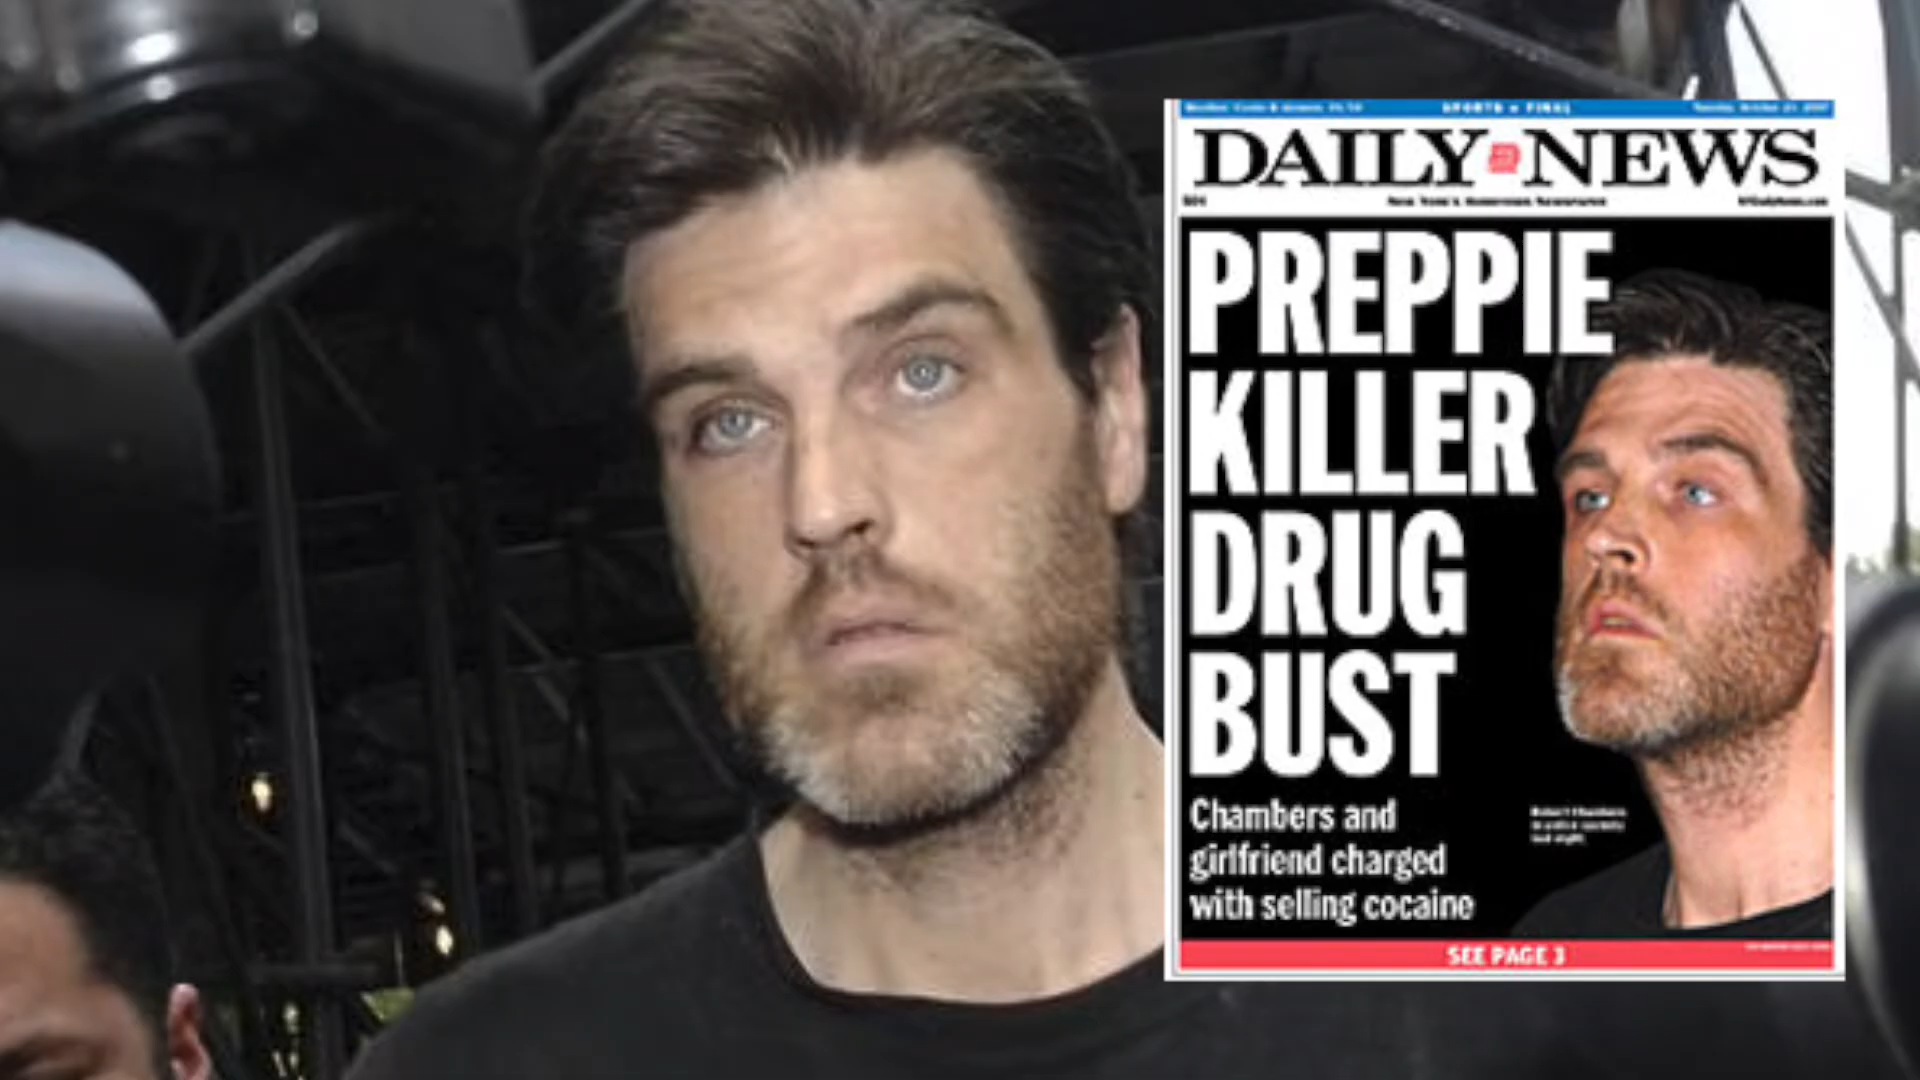 SPORTS FINAL
DAILY NEWS
PREPPIE
KILLER
DRUG
BUST
Chambers and
girlfriend charged
with selling cocaine
SEE PAGE 3